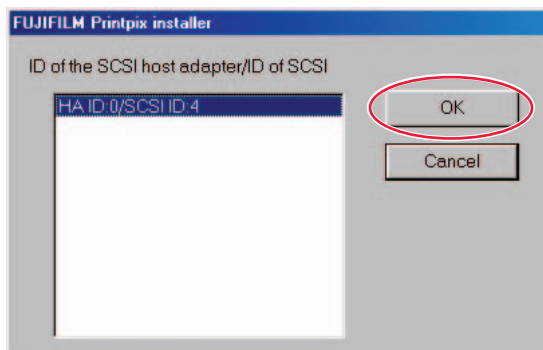 FUJIFILM Printpix installer
ID of the SCSI host adapter/ID of SCSI
HA ID:0/SCSI ID:4
OK
Cancel